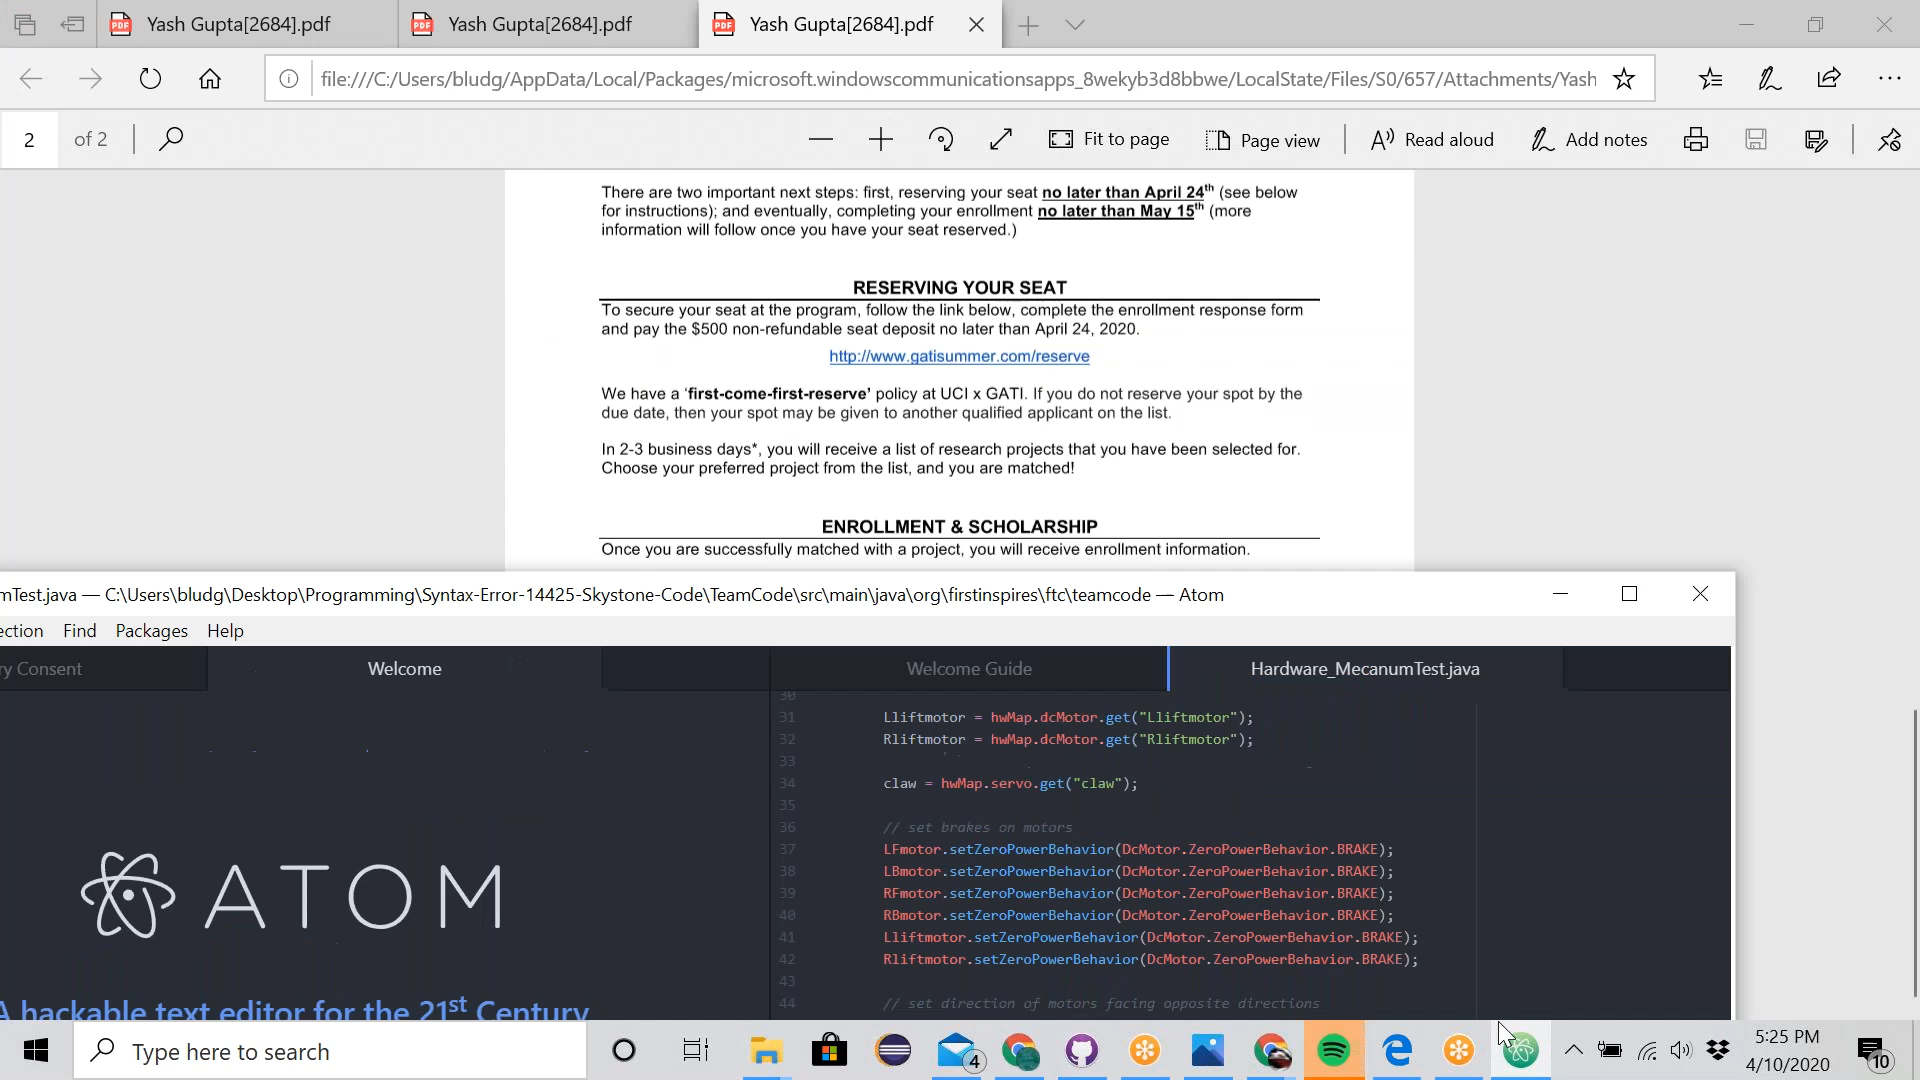 Yash Gupta[2684].pdf
Yash Gupta[2684].pdf
Yash Gupta[2684].pdf
file:///C:/Users/bludg/AppData/Local/Packages/microsoft.windowscommunicationsapps_8wekyb3d8bbwe/LocalState/Files/S0/657/Attachments/Yash
2 of 2
Fit to page
Page view
Read aloud
Add notes
There are two important next steps: first, reserving your seat no later than April 24th (see below
for instructions); and eventually, completing your enrollment no later than May 15th (more
information will follow once you have your seat reserved.)
RESERVING YOUR SEAT
To secure your seat at the program, follow the link below, complete the enrollment response form
and pay the $500 non-refundable seat deposit no later than April 24, 2020.
http://www.gatisummer.com/reserve
We have a ‘first-come-first-reserve’ policy at UCI x GATI. If you do not reserve your spot by the
due date, then your spot may be given to another qualified applicant on the list.
In 2-3 business days*, you will receive a list of research projects that you have been selected for.
Choose your preferred project from the list, and you are matched!
ENROLLMENT & SCHOLARSHIP
Once you are successfully matched with a project, you will receive enrollment information.
mTest.java — C:\Users\bludg\Desktop\Programming\Syntax-Error-14425-Skystone-Code\TeamCode\src\main\java\org\firstinspires\ftc\teamcode — Atom
ection Find Packages Help
ry Consent
Welcome
Welcome Guide
Hardware_MecanumTest.java
ATOM
A hackable text editor for the 21st Century
30
31 Lliftmotor = hwMap.dcMotor.get("Lliftmotor");
32 Rliftmotor = hwMap.dcMotor.get("Rliftmotor");
33
34 claw = hwMap.servo.get("claw");
35
36 // set brakes on motors
37 LFmotor.setZeroPowerBehavior(DcMotor.ZeroPowerBehavior.BRAKE);
38 LBmotor.setZeroPowerBehavior(DcMotor.ZeroPowerBehavior.BRAKE);
39 RFmotor.setZeroPowerBehavior(DcMotor.ZeroPowerBehavior.BRAKE);
40 RBmotor.setZeroPowerBehavior(DcMotor.ZeroPowerBehavior.BRAKE);
41 Lliftmotor.setZeroPowerBehavior(DcMotor.ZeroPowerBehavior.BRAKE);
42 Rliftmotor.setZeroPowerBehavior(DcMotor.ZeroPowerBehavior.BRAKE);
43
44 // set direction of motors facing opposite directions
Type here to search
4
5:25 PM
4/10/2020
10